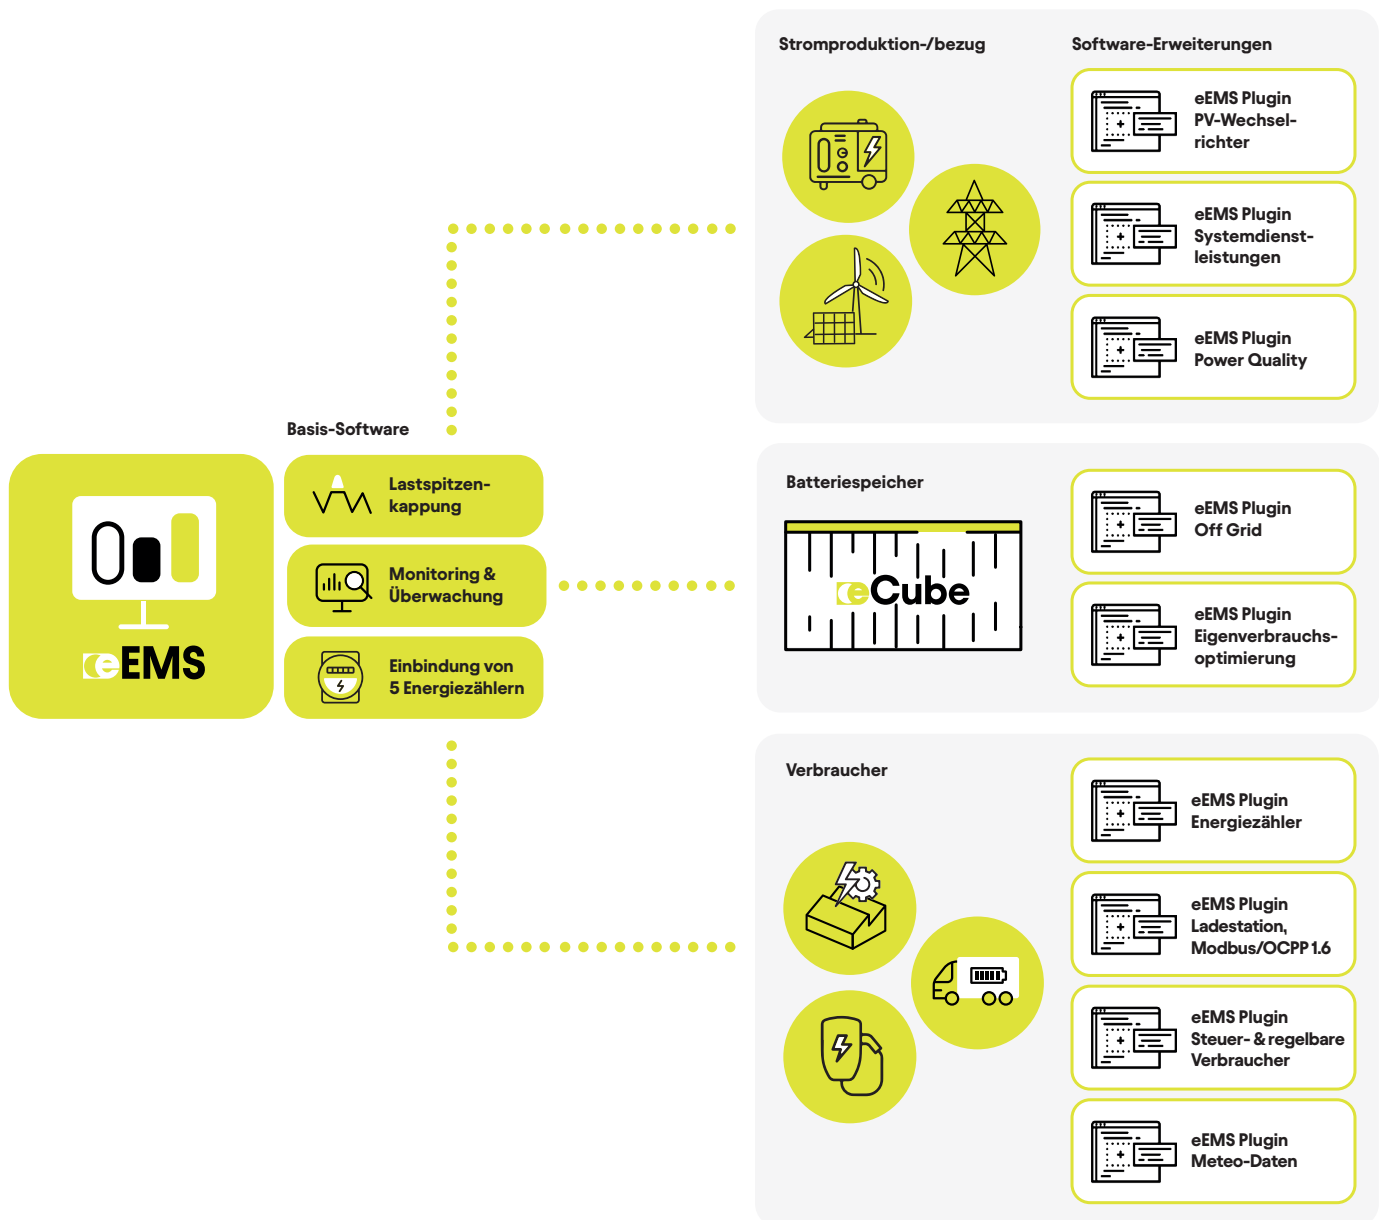 Stromproduktion-/bezug
Software-Erweiterungen
eEMS Plugin
PV-Wechsel-
richter
eEMS Plugin
Systemdienst-
leistungen
eEMS Plugin
Power Quality
Basis-Software
eEMS
Lastspitzen-
kappung
Monitoring &
Überwachung
Einbindung von
5 Energiezählern
Batteriespeicher
eCube
eEMS Plugin
Off Grid
eEMS Plugin
Eigenverbrauchs-
optimierung
Verbraucher
eEMS Plugin
Energiezähler
eEMS Plugin
Ladestation,
Modbus/OCPP 1.6
eEMS Plugin
Steuer- & regelbare
Verbraucher
eEMS Plugin
Meteo-Daten